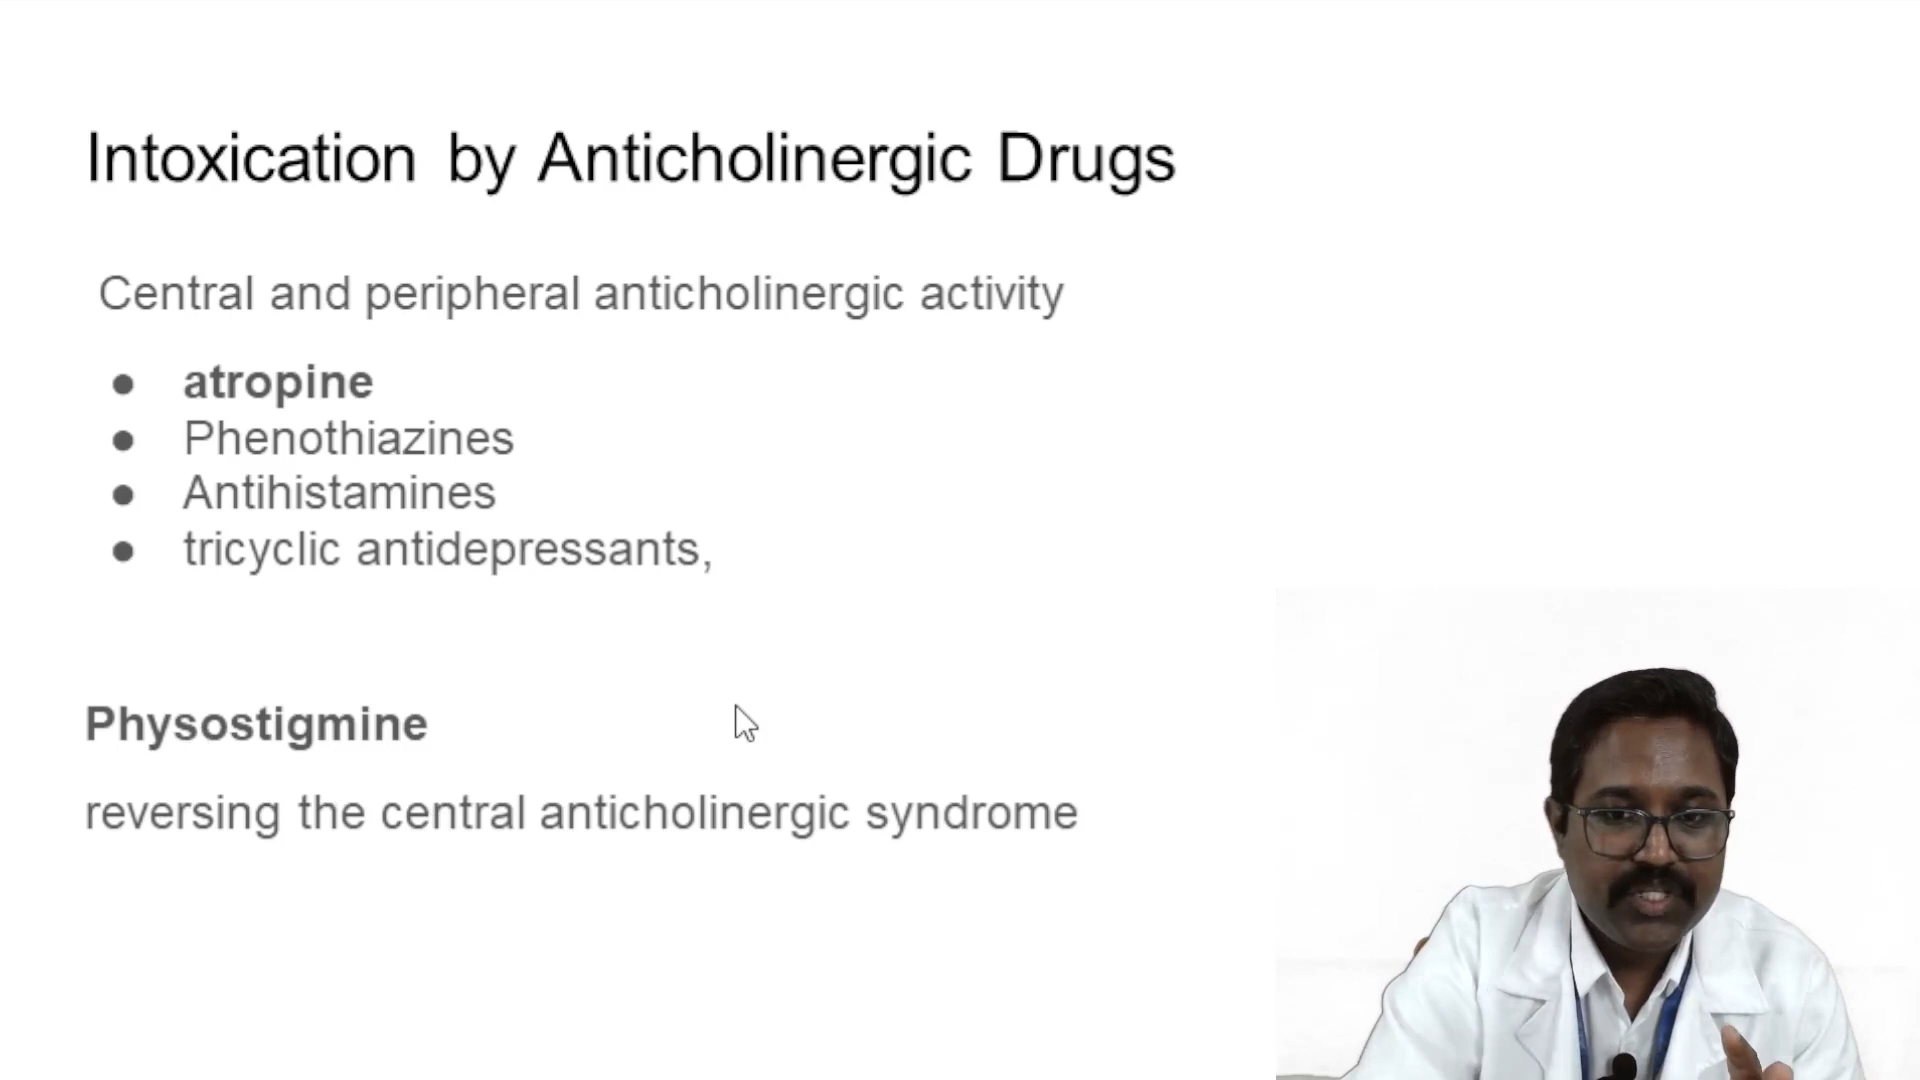 Intoxication by Anticholinergic Drugs
Central and peripheral anticholinergic activity
● atropine
● Phenothiazines
● Antihistamines
● tricyclic antidepressants,
Physostigmine
reversing the central anticholinergic syndrome